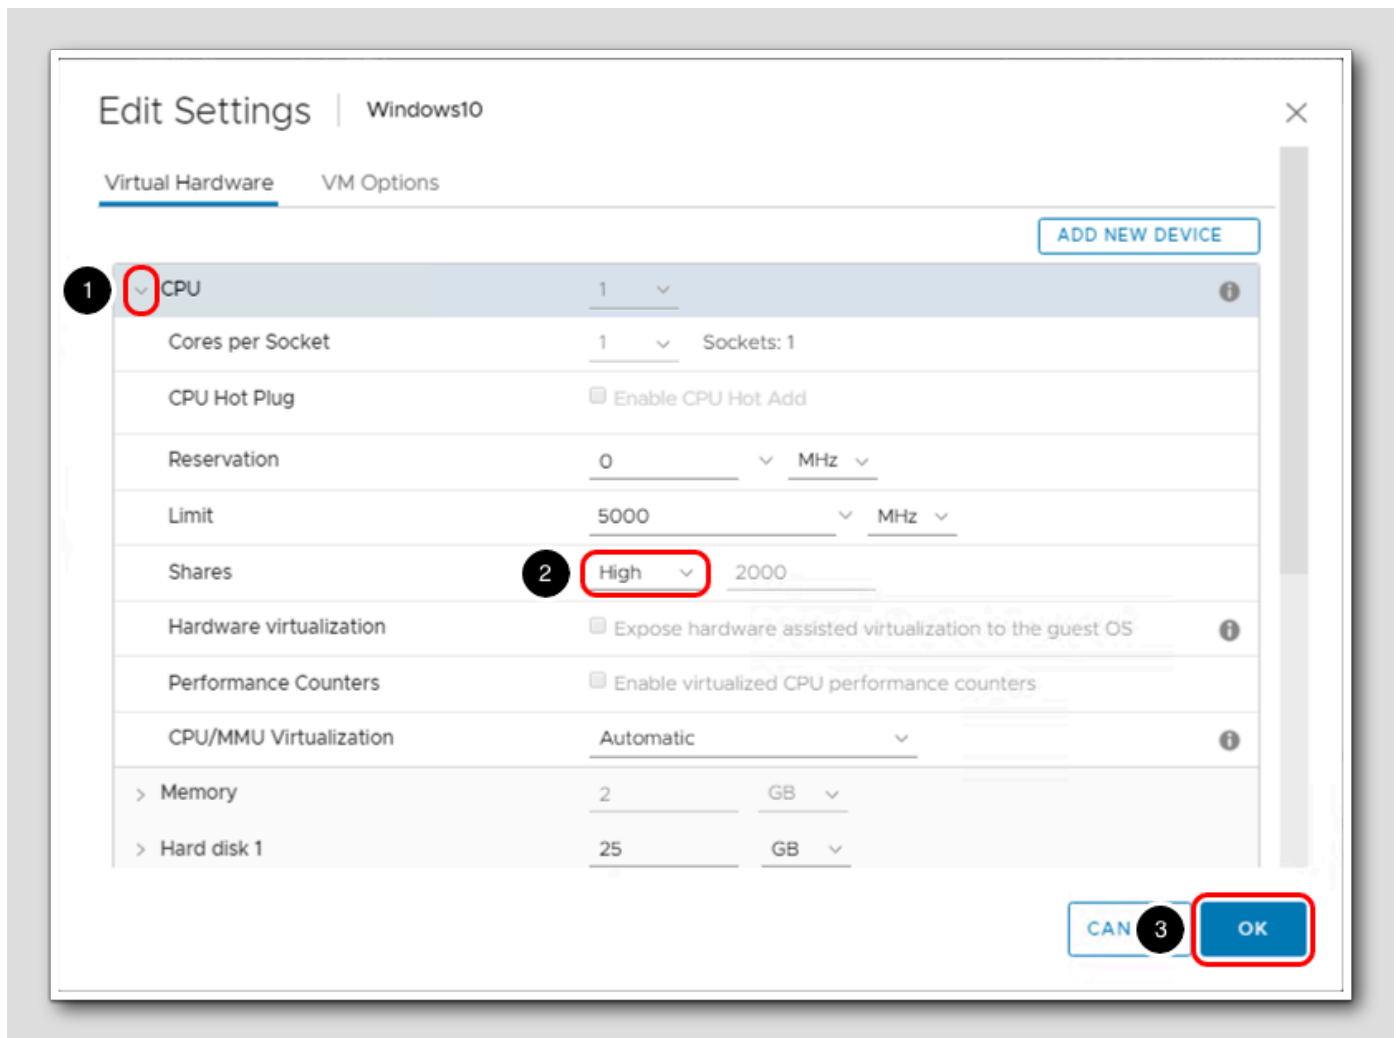 Edit Settings Windows10
Virtual Hardware VM Options
ADD NEW DEVICE
1 CPU 1
Cores per Socket 1 Sockets: 1
CPU Hot Plug Enable CPU Hot Add
Reservation 0 MHz
Limit 5000 MHz
Shares 2 High 2000
Hardware virtualization Expose hardware assisted virtualization to the guest OS
Performance Counters Enable virtualized CPU performance counters
CPU/MMU Virtualization Automatic
Memory 2 GB
Hard disk 1 25 GB
CAN 3 OK